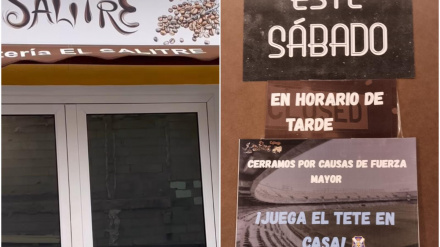 SALITRE
tería EL SALITRE
ESTE
SÁBADO
EN HORARIO DE
TARDE
CERRAMOS POR CAUSAS DE FUERZA
MAYOR
¡JUEGA EL TETE EN
CASA!